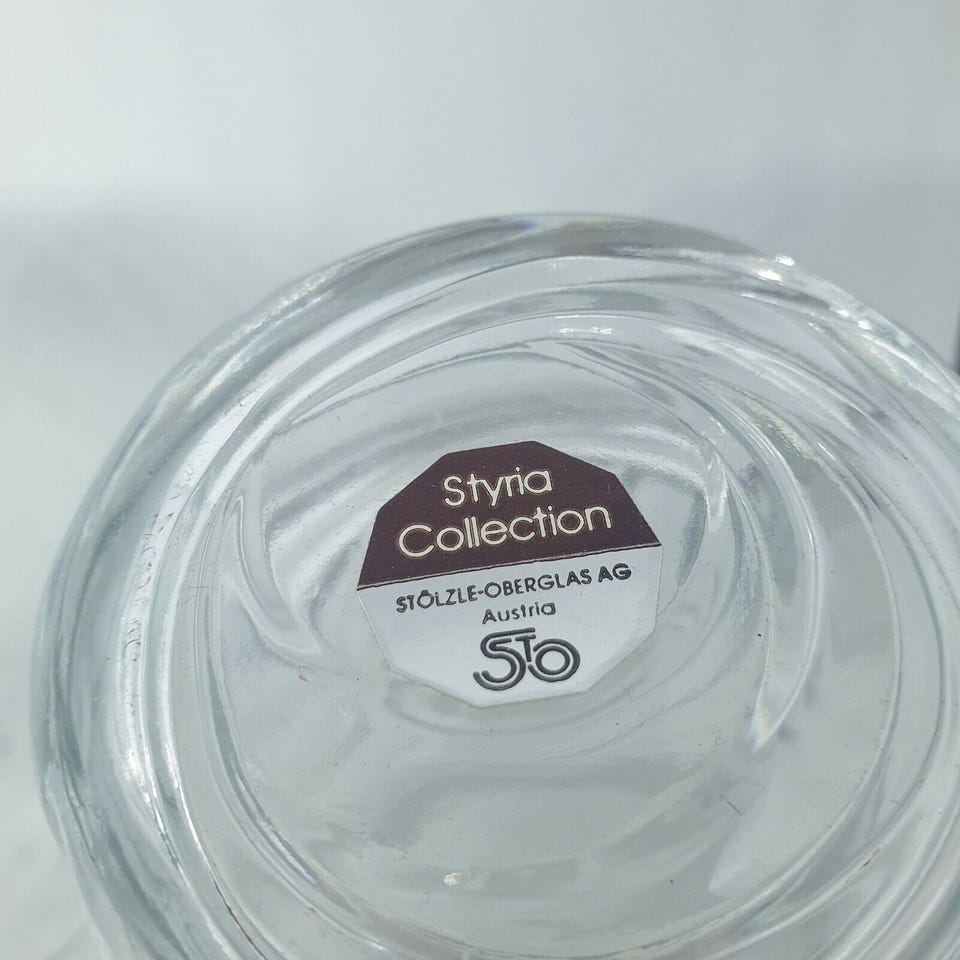 Styria
Collection
STÖLZLE-OBERGLAS AG
Austria
STO